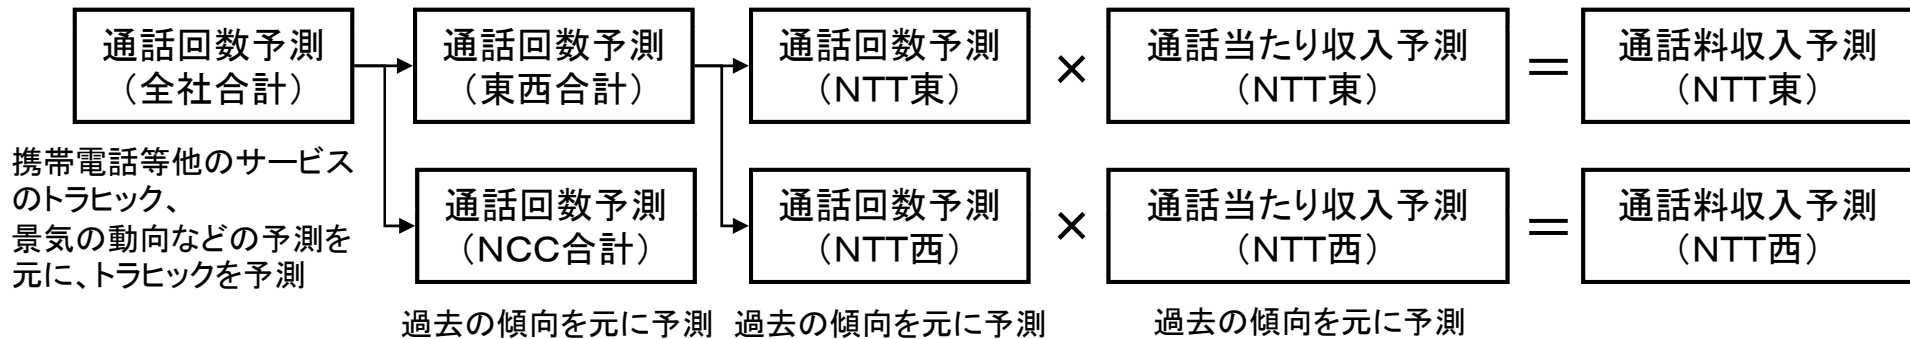 通話回数予測
（全社合計）
通話回数予測
（東西合計）
通話回数予測
（NTT東）
×
通話当たり収入予測
（NTT東）
＝
通話料収入予測
（NTT東）
携帯電話等他のサービス
のトラヒック、
景気の動向などの予測を
元に、トラヒックを予測
通話回数予測
（NCC合計）
通話回数予測
（NTT西）
×
通話当たり収入予測
（NTT西）
＝
通話料収入予測
（NTT西）
過去の傾向を元に予測
過去の傾向を元に予測
過去の傾向を元に予測